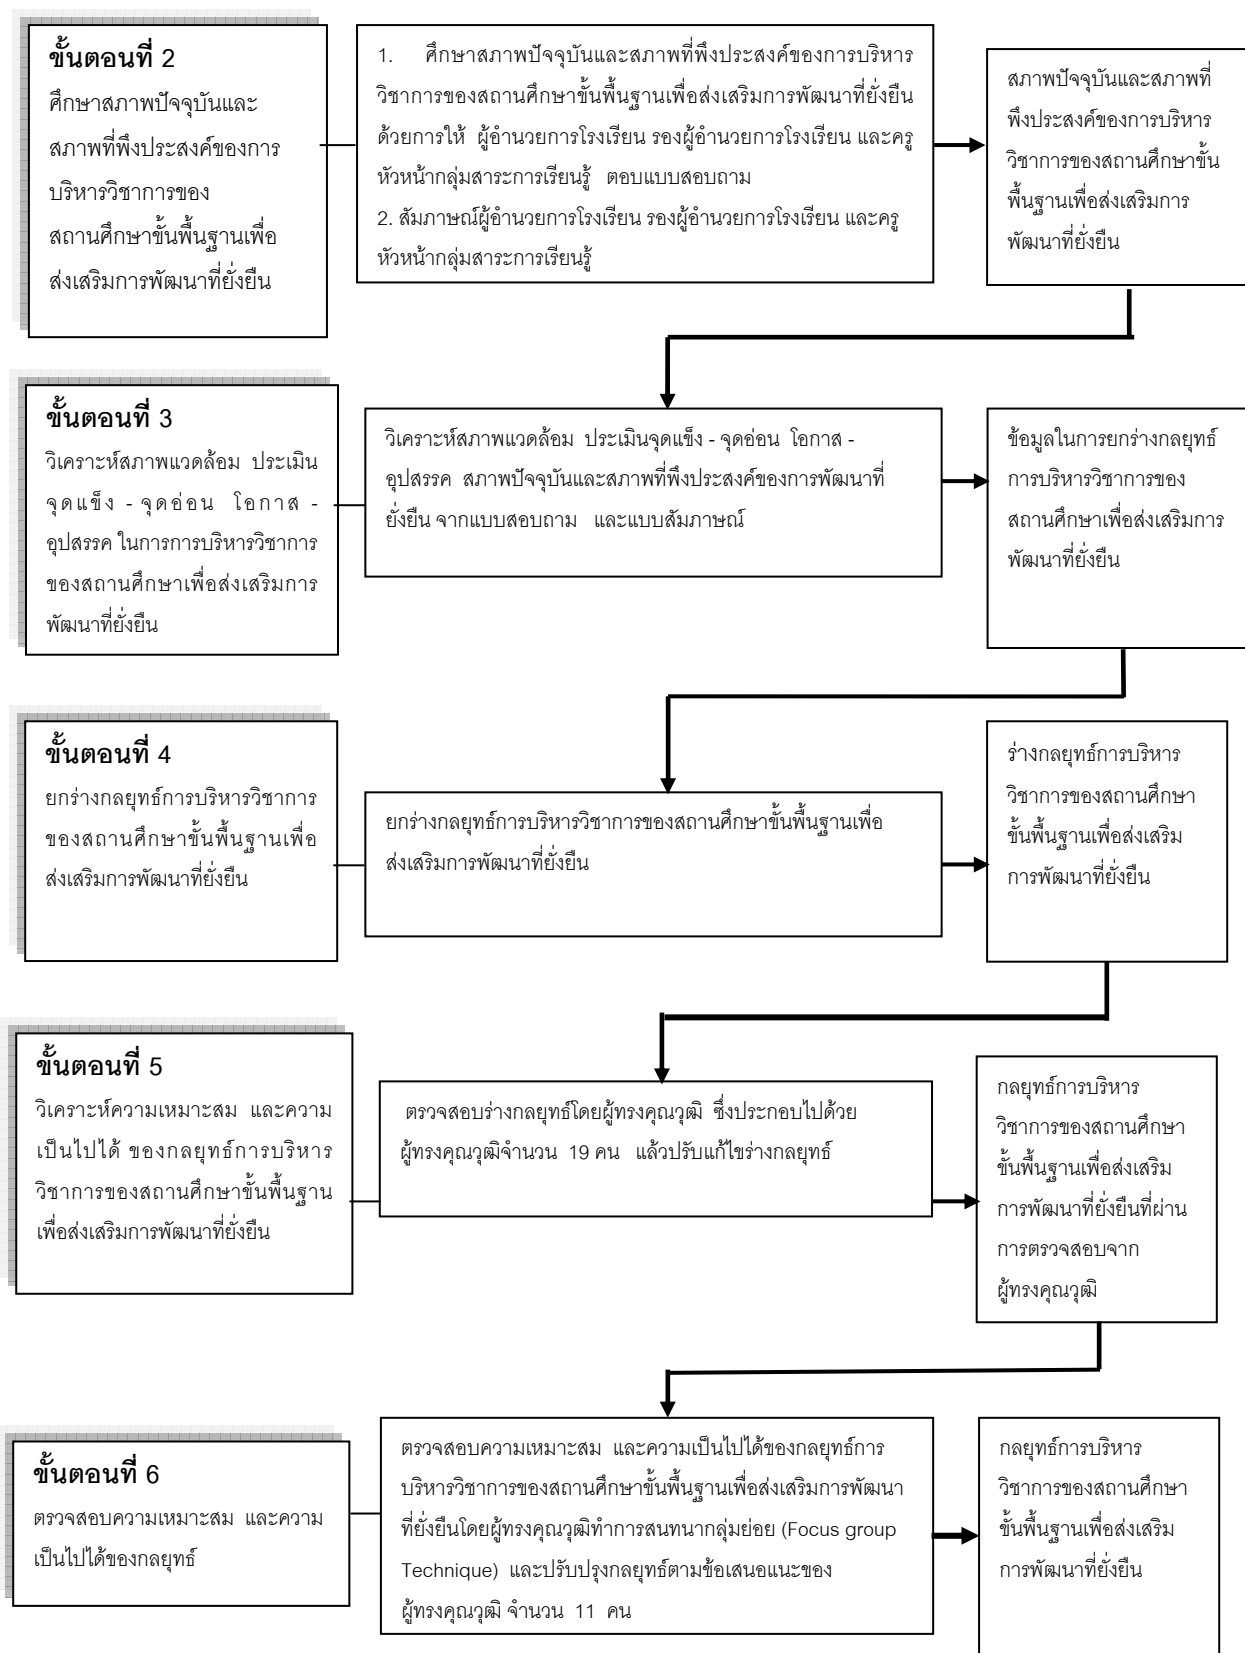 ขั้นตอนที่ 2
ศึกษาสภาพปัจจุบันและ
สภาพที่พึงประสงค์ของการ
บริหารวิชาการของ
สถานศึกษาขั้นพื้นฐานเพื่อ
ส่งเสริมการพัฒนาที่ยั่งยืน
1. ศึกษาสภาพปัจจุบันและสภาพที่พึงประสงค์ของการบริหาร
วิชาการของสถานศึกษาขั้นพื้นฐานเพื่อส่งเสริมการพัฒนาที่ยั่งยืน
ด้วยการให้ ผู้อำนวยการโรงเรียน รองผู้อำนวยการโรงเรียน และครู
หัวหน้ากลุ่มสาระการเรียนรู้ ตอบแบบสอบถาม
2. สัมภาษณ์ผู้อำนวยการโรงเรียน รองผู้อำนวยการโรงเรียน และครู
หัวหน้ากลุ่มสาระการเรียนรู้
สภาพปัจจุบันและสภาพที่
พึงประสงค์ของการบริหาร
วิชาการของสถานศึกษาขั้น
พื้นฐานเพื่อส่งเสริมการ
พัฒนาที่ยั่งยืน
ขั้นตอนที่ 3
วิเคราะห์สภาพแวดล้อม ประเมิน
จุดแข็ง - จุดอ่อน โอกาส -
อุปสรรค ในการการบริหารวิชาการ
ของสถานศึกษาเพื่อส่งเสริมการ
พัฒนาที่ยั่งยืน
วิเคราะห์สภาพแวดล้อม ประเมินจุดแข็ง - จุดอ่อน โอกาส -
อุปสรรค สภาพปัจจุบันและสภาพที่พึงประสงค์ของการพัฒนาที่
ยั่งยืน จากแบบสอบถาม และแบบสัมภาษณ์
ข้อมูลในการยกร่างกลยุทธ์
การบริหารวิชาการของ
สถานศึกษาเพื่อส่งเสริมการ
พัฒนาที่ยั่งยืน
ขั้นตอนที่ 4
ยกร่างกลยุทธ์การบริหารวิชาการ
ของสถานศึกษาขั้นพื้นฐานเพื่อ
ส่งเสริมการพัฒนาที่ยั่งยืน
ยกร่างกลยุทธ์การบริหารวิชาการของสถานศึกษาขั้นพื้นฐานเพื่อ
ส่งเสริมการพัฒนาที่ยั่งยืน
ร่างกลยุทธ์การบริหาร
วิชาการของสถานศึกษา
ขั้นพื้นฐานเพื่อส่งเสริม
การพัฒนาที่ยั่งยืน
ขั้นตอนที่ 5
วิเคราะห์ความเหมาะสม และความ
เป็นไปได้ ของกลยุทธ์การบริหาร
วิชาการของสถานศึกษาขั้นพื้นฐาน
เพื่อส่งเสริมการพัฒนาที่ยั่งยืน
ตรวจสอบร่างกลยุทธ์โดยผู้ทรงคุณวุฒิ ซึ่งประกอบไปด้วย
ผู้ทรงคุณวุฒิจำนวน 19 คน แล้วปรับแก้ไขร่างกลยุทธ์
กลยุทธ์การบริหาร
วิชาการของสถานศึกษา
ขั้นพื้นฐานเพื่อส่งเสริม
การพัฒนาที่ยั่งยืนที่ผ่าน
การตรวจสอบจาก
ผู้ทรงคุณวุฒิ
ขั้นตอนที่ 6
ตรวจสอบความเหมาะสม และความ
เป็นไปได้ของกลยุทธ์
ตรวจสอบความเหมาะสม และความเป็นไปได้ของกลยุทธ์การ
บริหารวิชาการของสถานศึกษาขั้นพื้นฐานเพื่อส่งเสริมการพัฒนา
ที่ยั่งยืนโดยผู้ทรงคุณวุฒิทำการสนทนากลุ่มย่อย (Focus group
Technique) และปรับปรุงกลยุทธ์ตามข้อเสนอแนะของ
ผู้ทรงคุณวุฒิ จำนวน 11 คน
กลยุทธ์การบริหาร
วิชาการของสถานศึกษา
ขั้นพื้นฐานเพื่อส่งเสริม
การพัฒนาที่ยั่งยืน